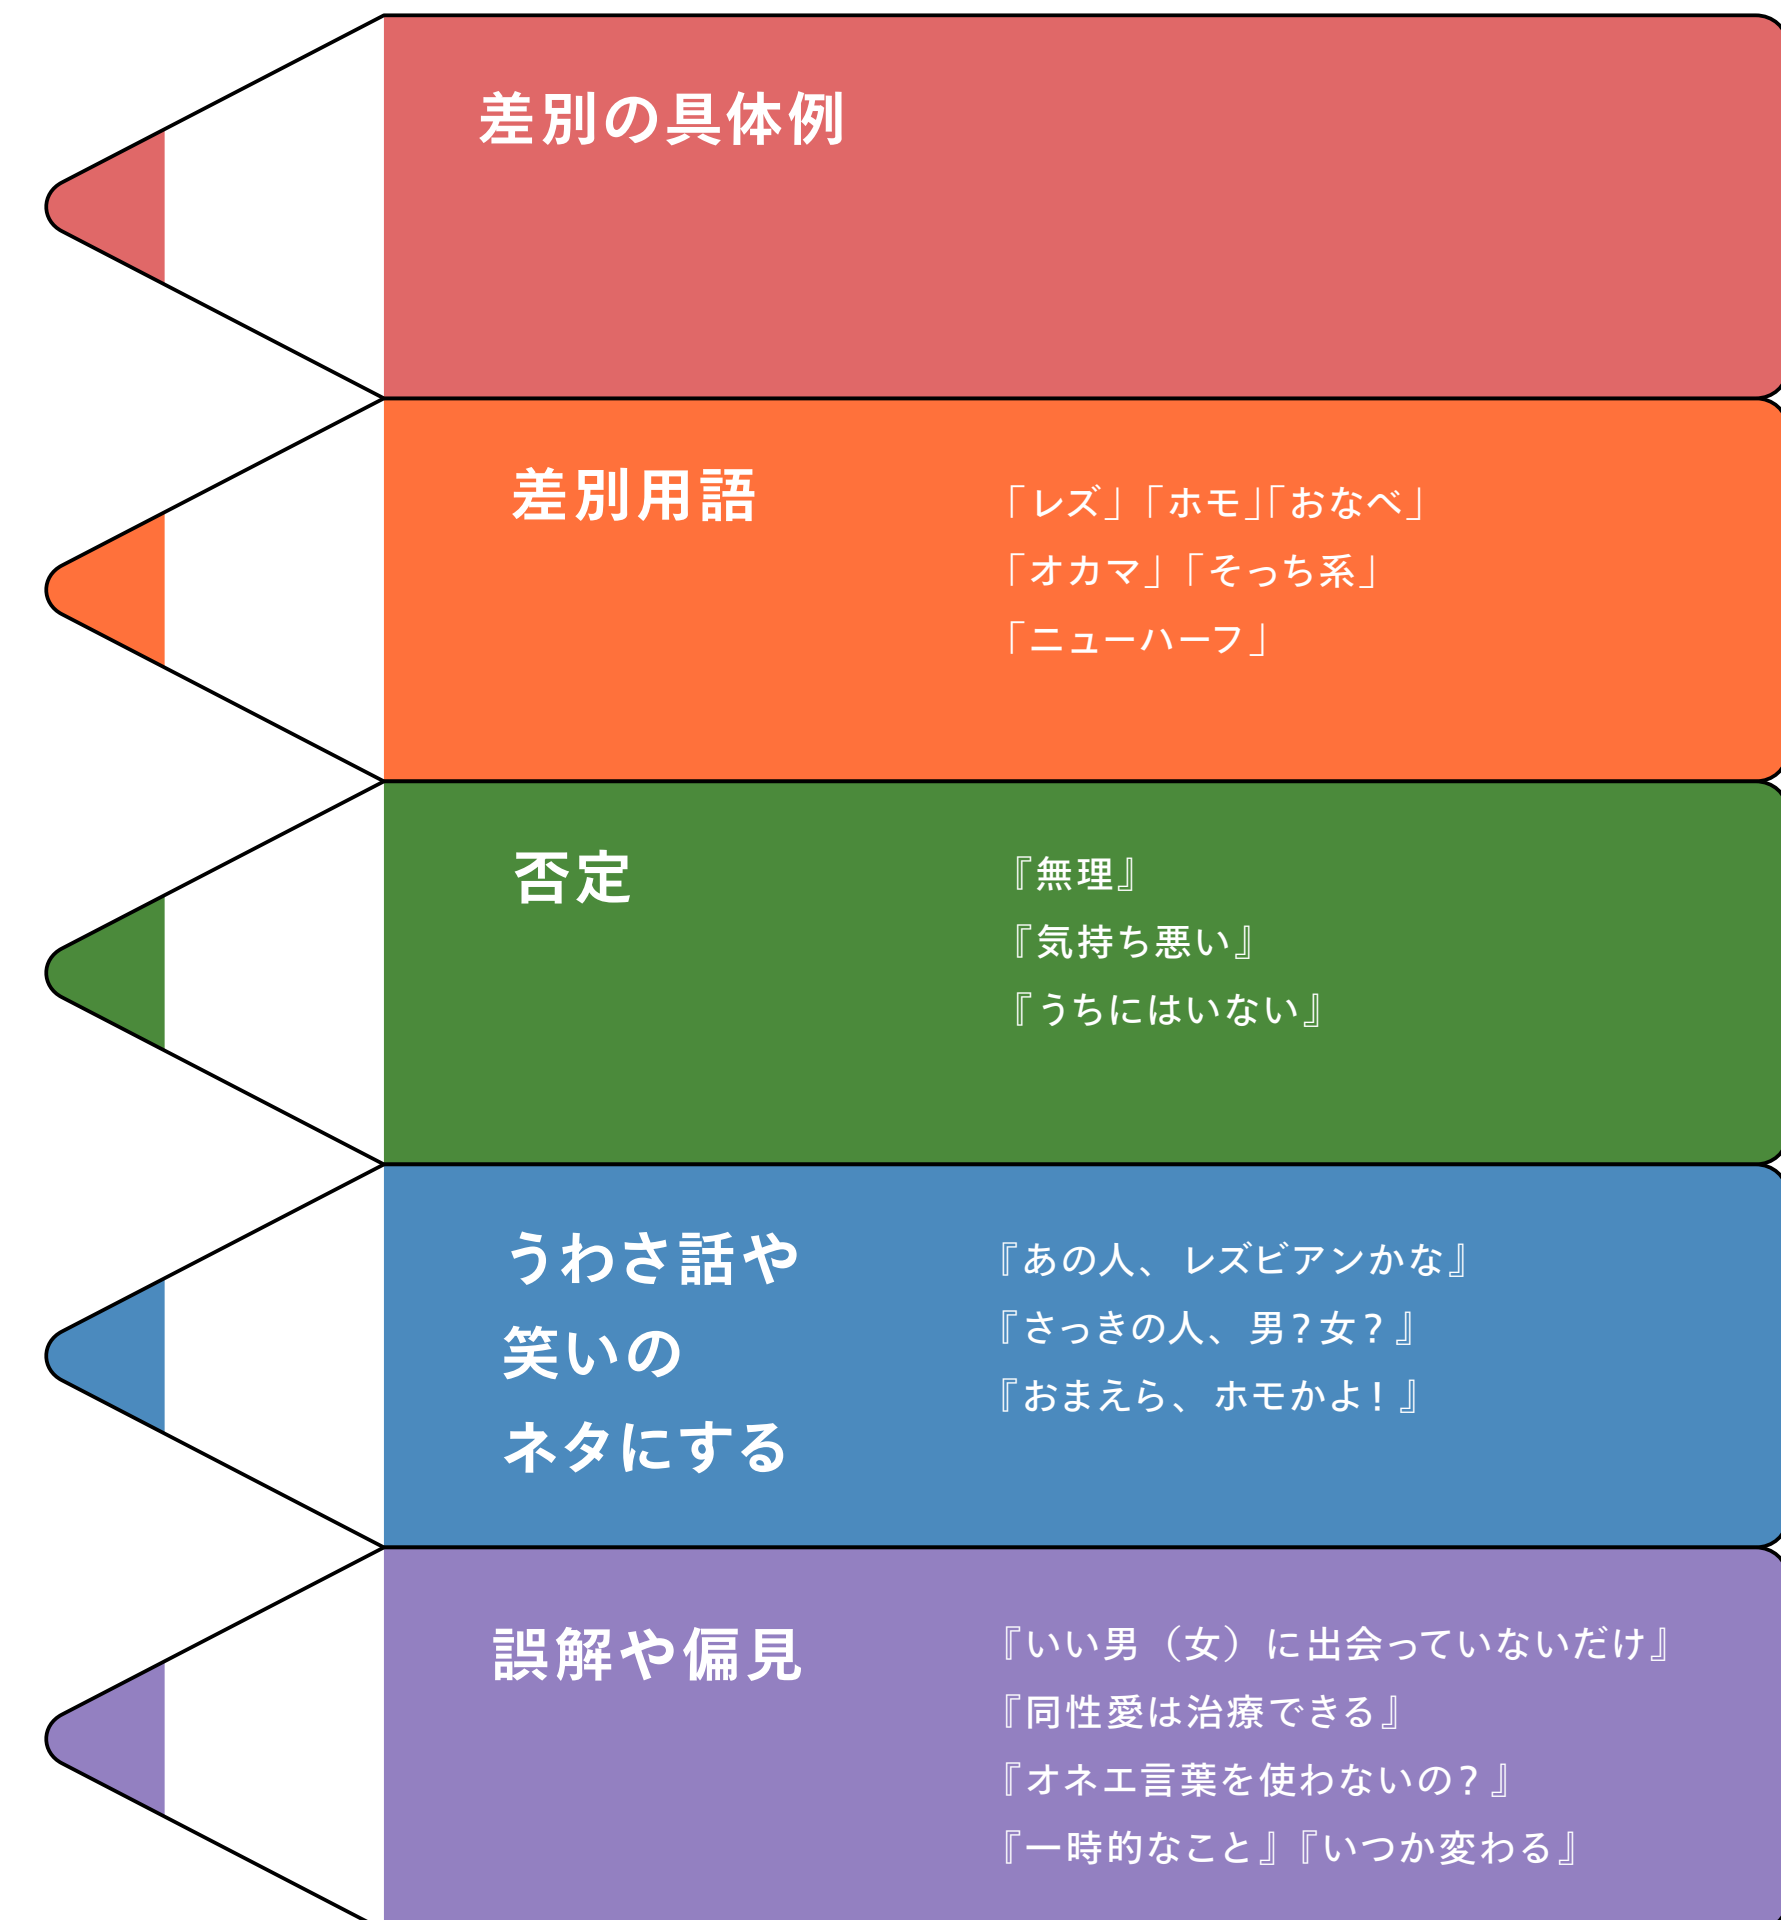 差別の具体例
差別用語
「レズ」「ホモ」「おなべ」
「オカマ」「そっち系」
「ニューハーフ」
否定
『無理』
『気持ち悪い』
『うちにはいない』
うわさ話や
笑いの
ネタにする
『あの人、レズビアンかな』
『さっきの人、男？女？』
『おまえら、ホモかよ！』
誤解や偏見
『いい男（女）に出会っていないだけ』
『同性愛は治療できる』
『オネエ言葉を使わないの？』
『一時的なこと』『いつか変わる』